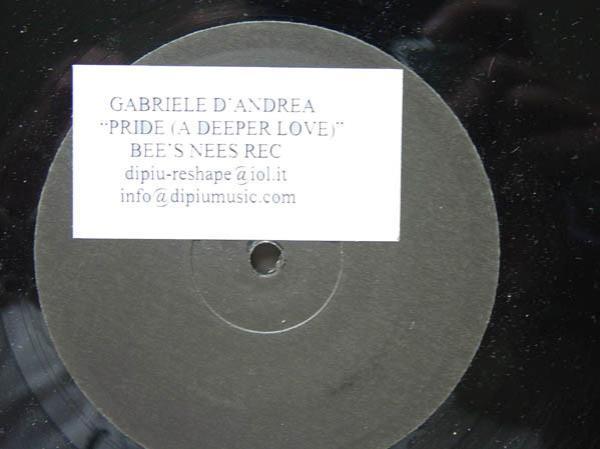 GABRIELE D'ANDREA
"PRIDE (A DEEPER LOVE)"
BEE'S NEES REC
dipiu-reshape@iol.it
info@dipiumusic.com